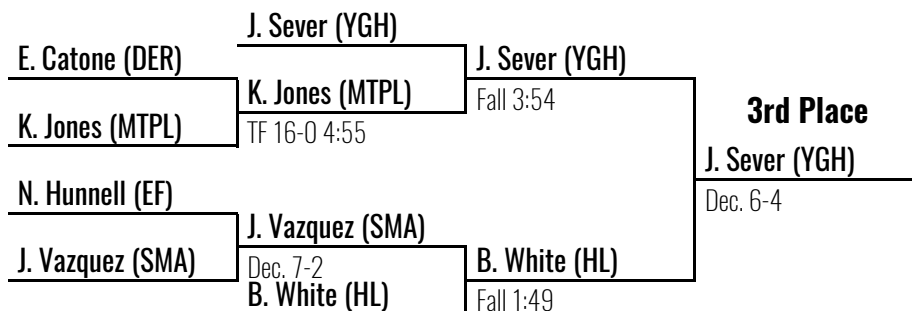 J. Sever (YGH)
E. Catone (DER)
J. Sever (YGH)
K. Jones (MTPL)
Fall 3:54
3rd Place
K. Jones (MTPL)
TF 16-0 4:55
J. Sever (YGH)
N. Hunnell (EF)
Dec. 6-4
J. Vazquez (SMA)
J. Vazquez (SMA)
Dec. 7-2
B. White (HL)
B. White (HL)
Fall 1:49